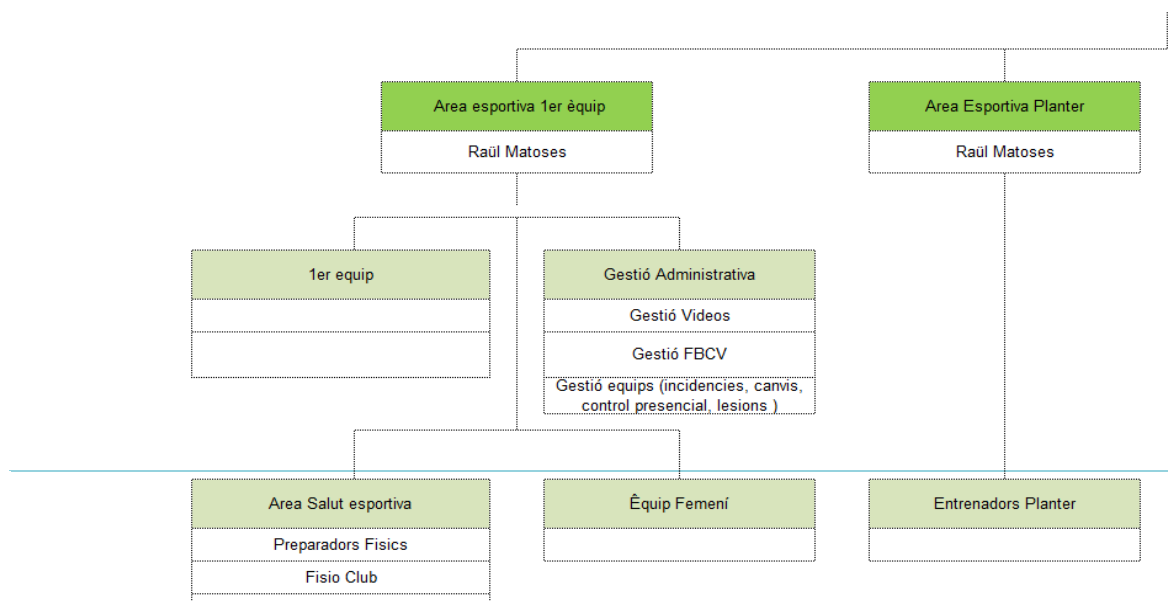 Area esportiva 1er èquip
Area Esportiva Planter
Raül Matoses
Raül Matoses
1er equip
Gestió Administrativa
Gestió Videos
Gestió FBCV
Gestió equips (incidencies, canvis,
control presencial, lesions )
Area Salut esportiva
Êquip Femení
Entrenadors Planter
Preparadors Fisics
Fisio Club